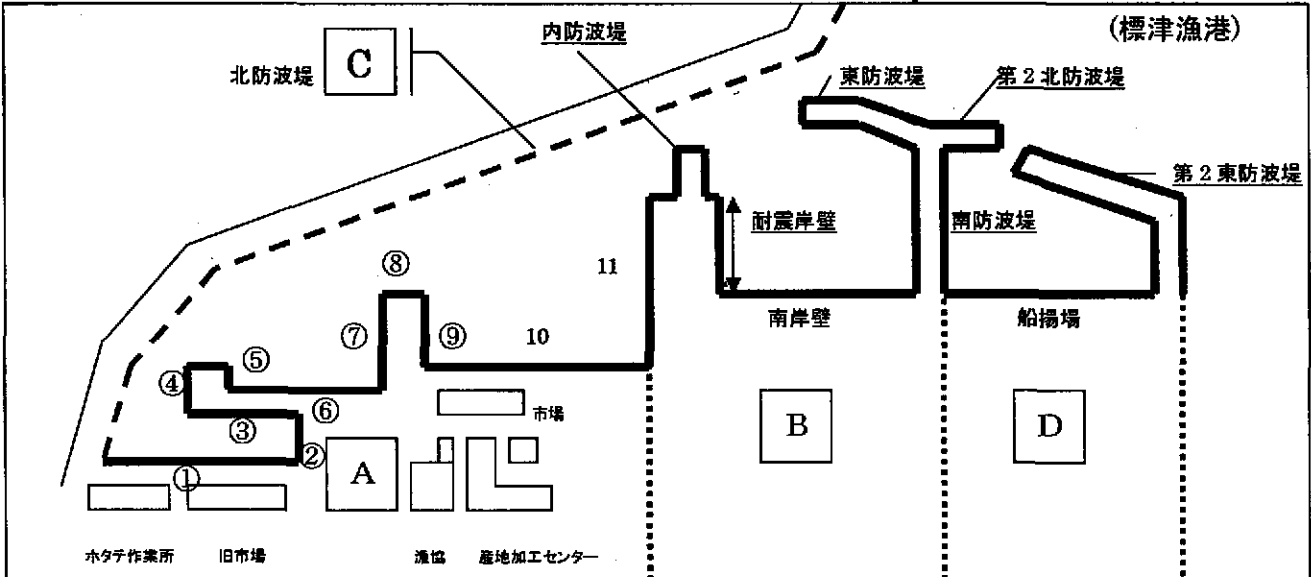 (標津漁港)
内防波堤
北防波堤
C
東防波堤
第2北防波堤
第2東防波堤
耐震岸壁
南防波堤
⑧
11
南岸壁
船揚場
⑦
⑨
10
⑤
④
⑥
③
市場
B
D
②
①
A
ホタテ作業所
旧市場
漁協
産地加工センター